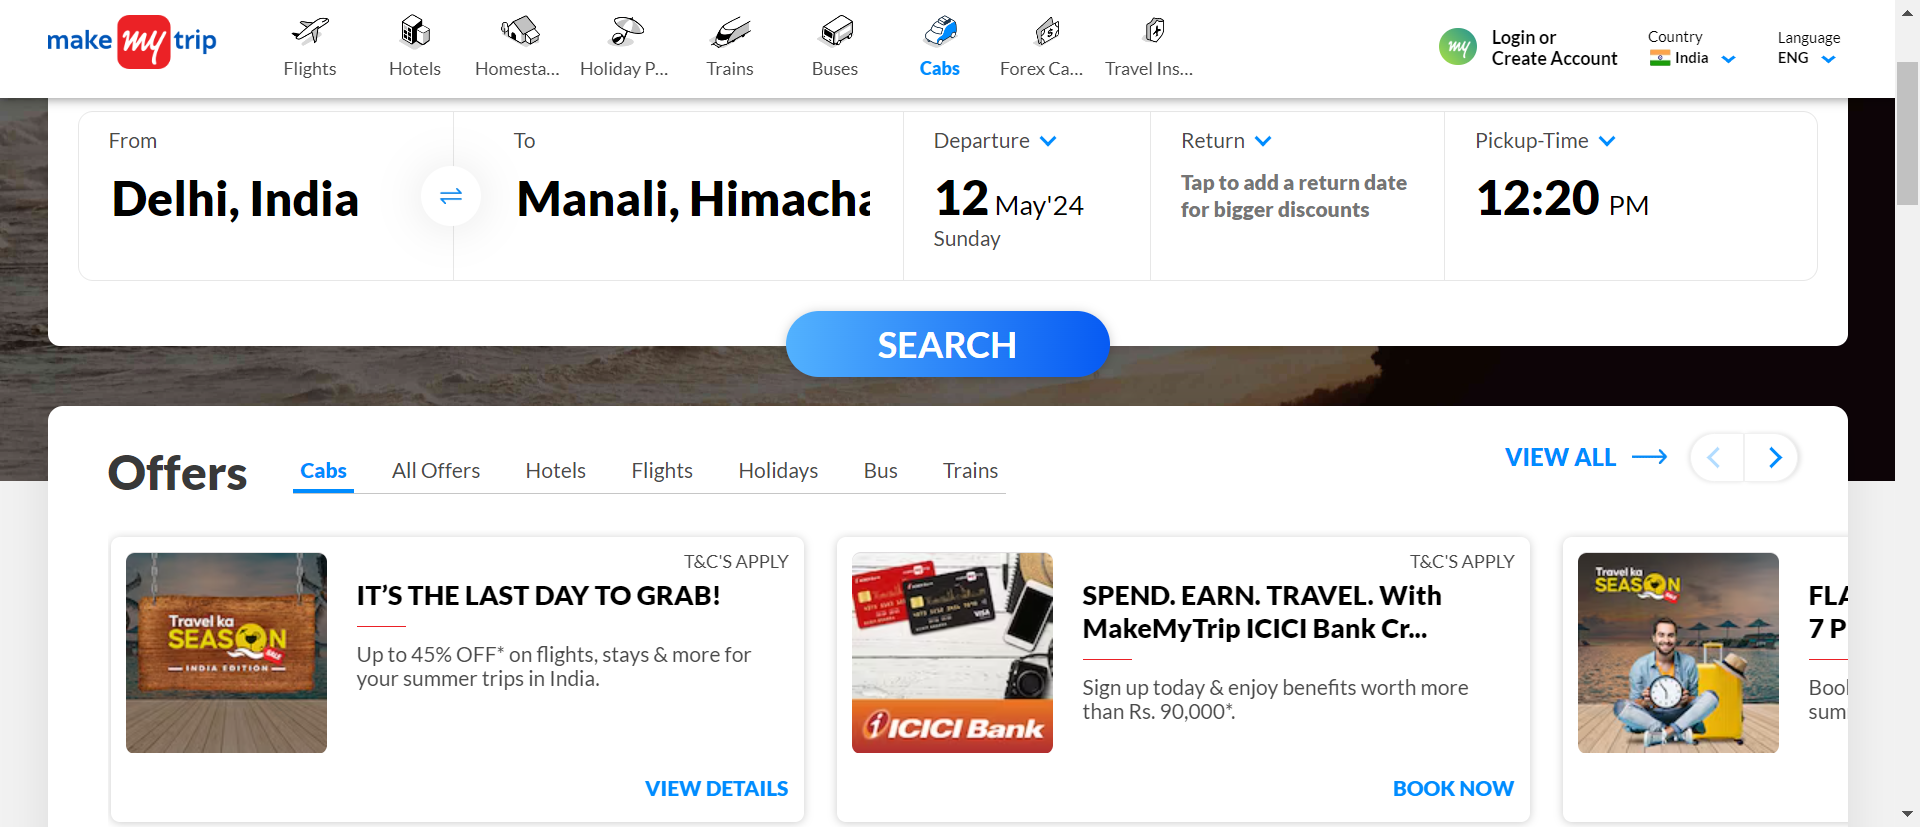 make my trip
Flights
Hotels
Homesta...
Holiday P...
Trains
Buses
Cabs
Forex Ca...
Travel Ins...
my
Login or
Create Account
Country
India
Language
ENG
From
Delhi, India
To
Manali, Himacha
Departure
12 May'24
Sunday
Return
Tap to add a return date
for bigger discounts
Pickup-Time
12:20 PM
SEARCH
Offers
Cabs
All Offers
Hotels
Flights
Holidays
Bus
Trains
VIEW ALL
Travel ka
SEASON
SALE
INDIA EDITION
T&C'S APPLY
IT’S THE LAST DAY TO GRAB!
Up to 45% OFF* on flights, stays & more for
your summer trips in India.
VIEW DETAILS
VISA
ICICI Bank
T&C'S APPLY
SPEND. EARN. TRAVEL. With
MakeMyTrip ICICI Bank Cr...
Sign up today & enjoy benefits worth more
than Rs. 90,000*.
BOOK NOW
Travel ka
SEASON
SALE
FLA
7 P
Bool
sum